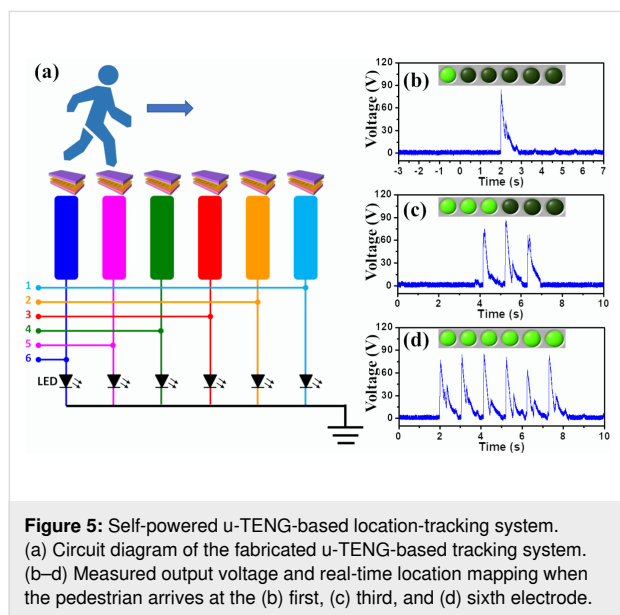 (a)
1
2
3
4
5
6
LED
(b)
Voltage (V)
120
90
60
30
0
-3 -2 -1 0 1 2 3 4 5 6 7
Time (s)
(c)
Voltage (V)
120
90
60
30
0
0 2 4 6 8 10
Time (s)
(d)
Voltage (V)
120
90
60
30
0
0 2 4 6 8 10
Time (s)
Figure 5: Self-powered u-TENG-based location-tracking system.
(a) Circuit diagram of the fabricated u-TENG-based tracking system.
(b–d) Measured output voltage and real-time location mapping when
the pedestrian arrives at the (b) first, (c) third, and (d) sixth electrode.